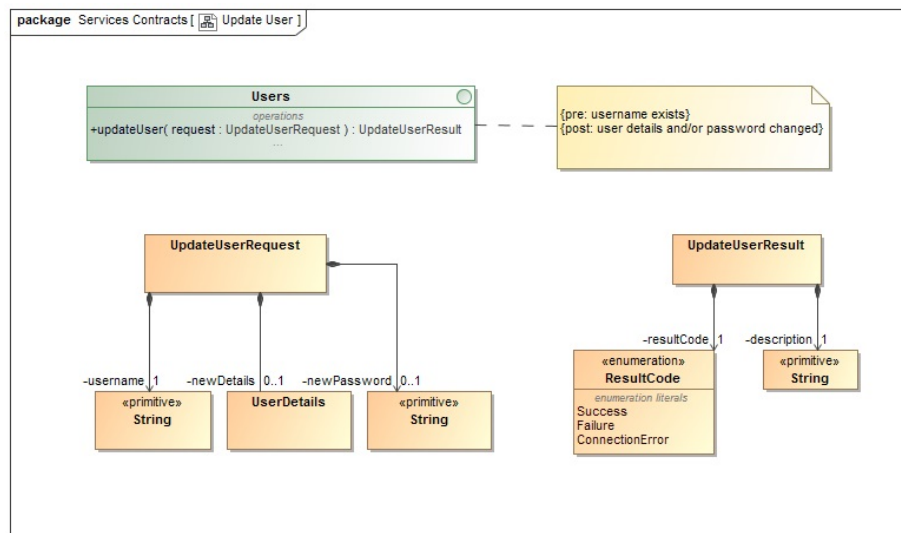 package Services Contracts [ Update User ]
Users
operations
+updateUser( request : UpdateUserRequest ) : UpdateUserResult
...
{pre: username exists}
{post: user details and/or password changed}
UpdateUserRequest
UpdateUserResult
-resultCode 1
-description 1
«enumeration»
ResultCode
enumeration literals
Success
Failure
ConnectionError
«primitive»
String
-username 1
-newDetails 0..1
-newPassword 0..1
«primitive»
String
UserDetails
«primitive»
String